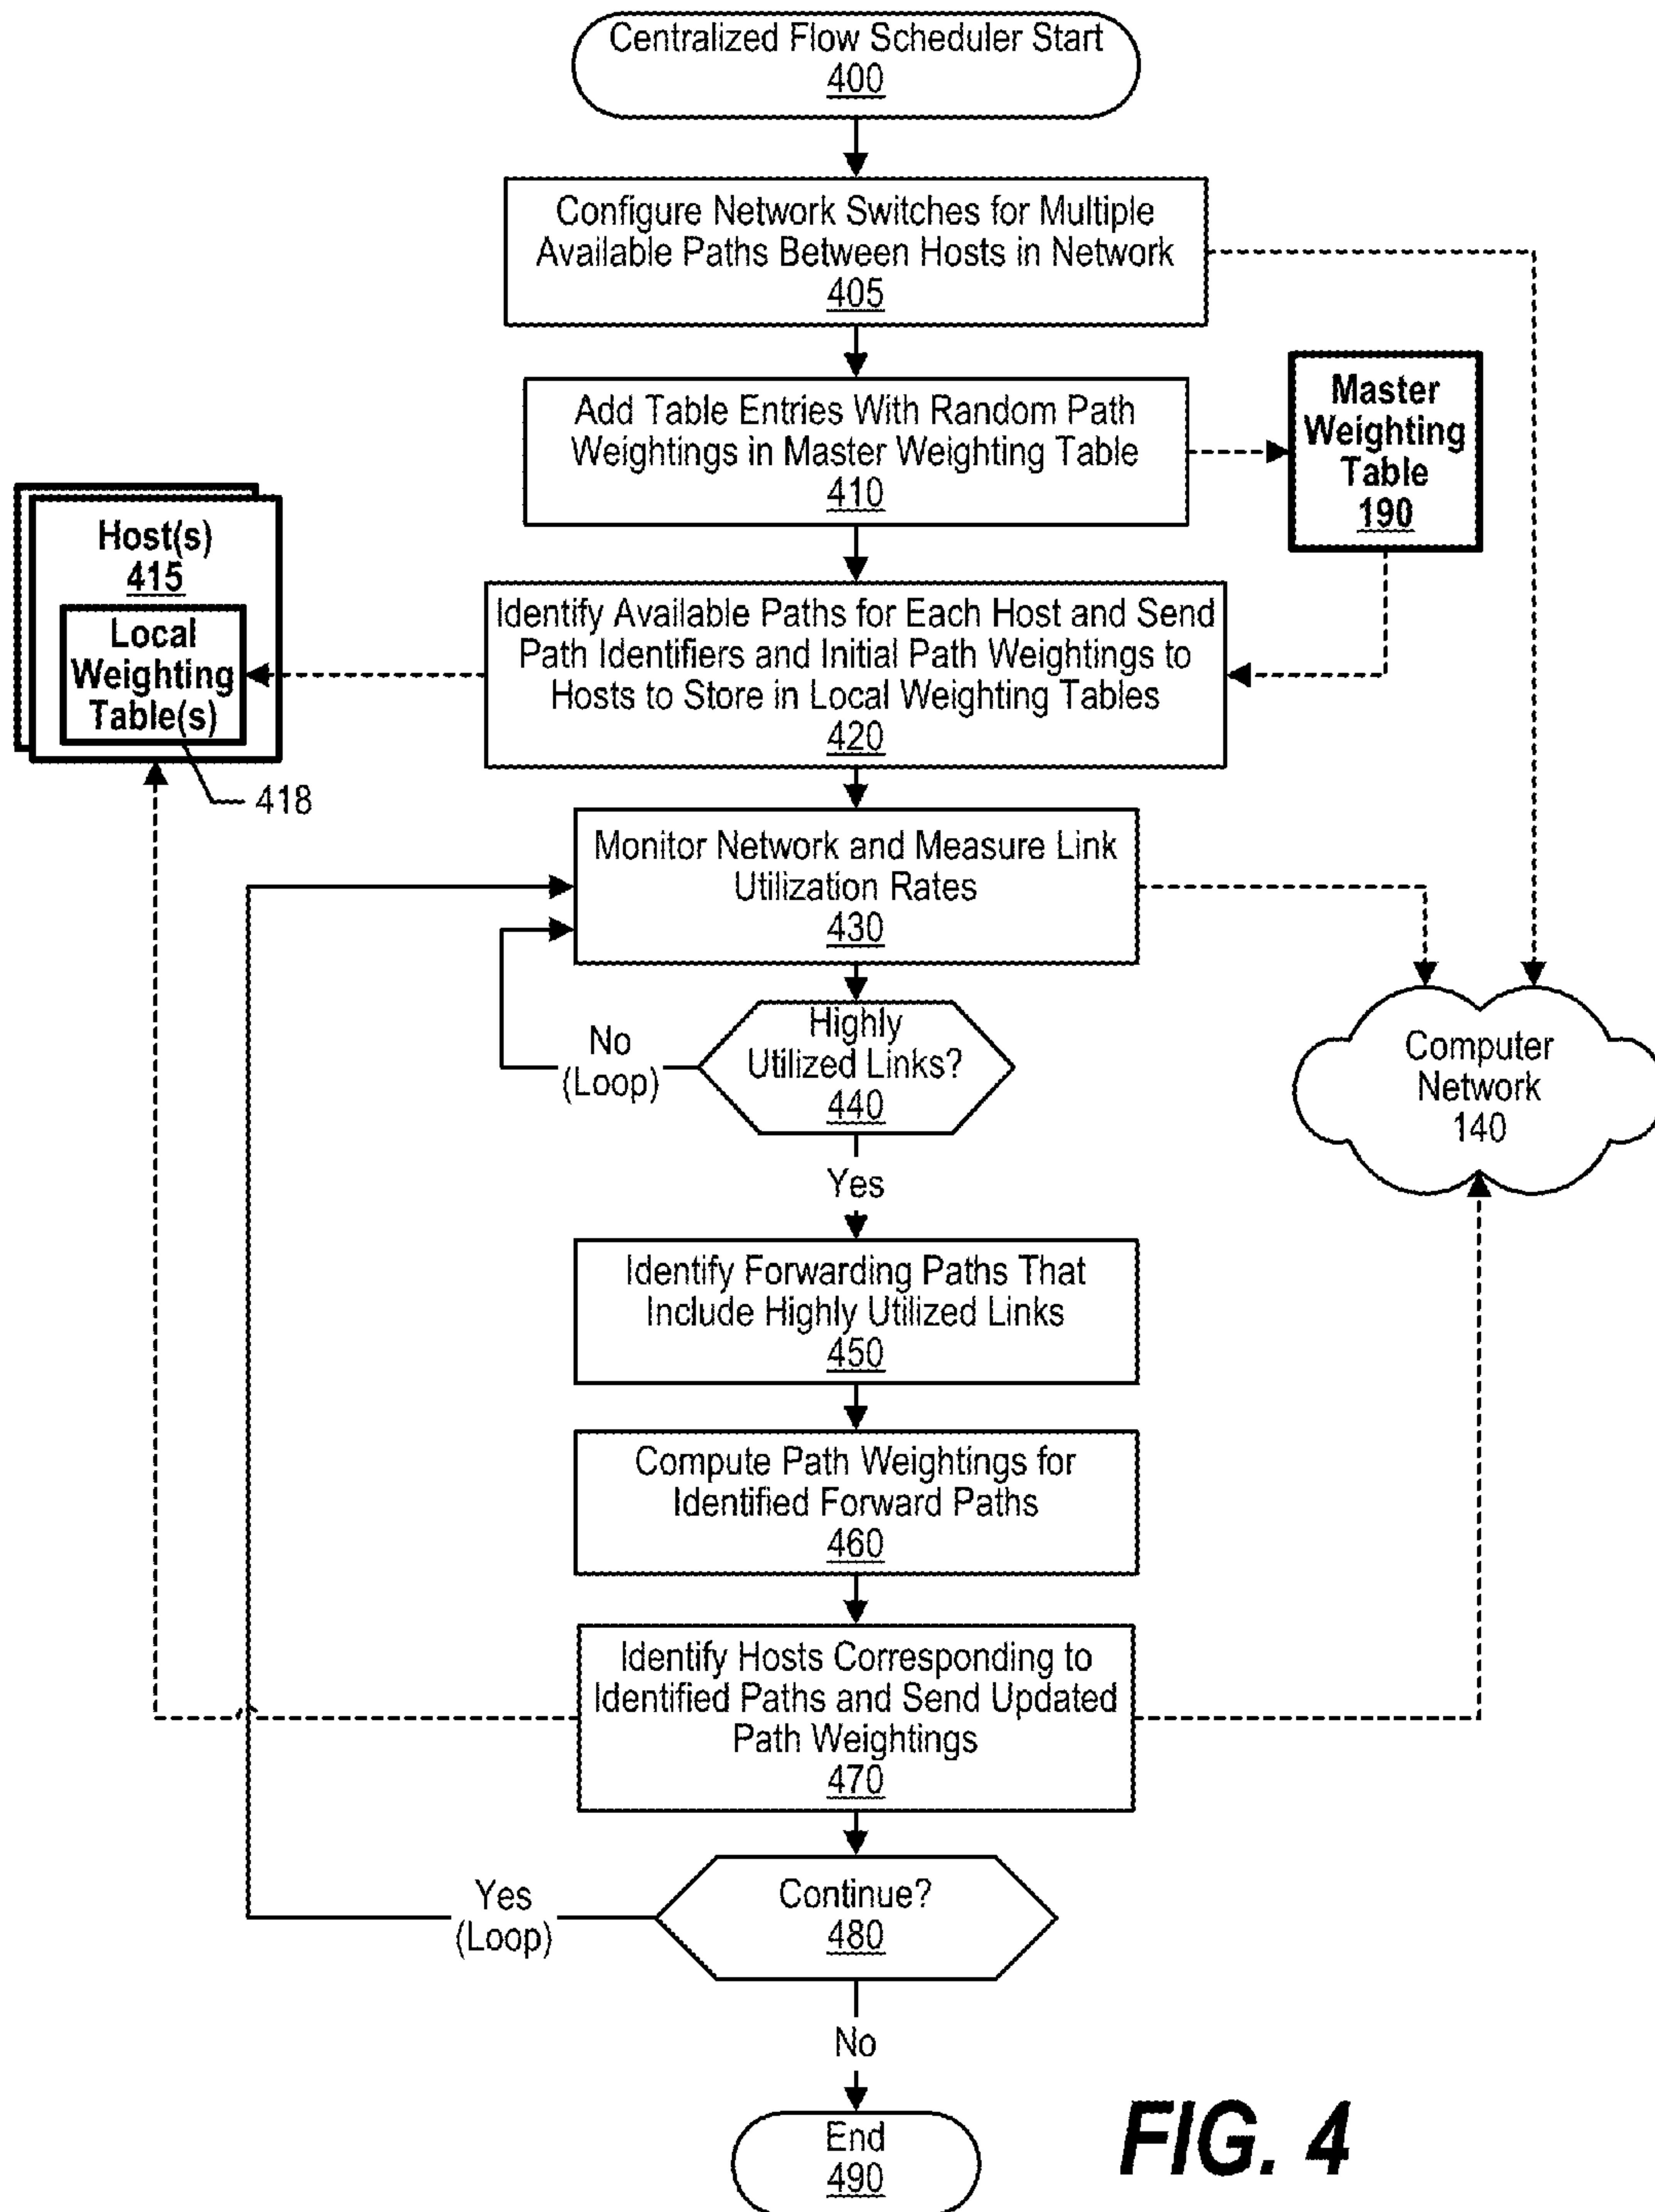 Centralized Flow Scheduler Start
400
Configure Network Switches for Multiple
Available Paths Between Hosts in Network
405
Add Table Entries With Random Path
Weightings in Master Weighting Table
410
Master
Weighting
Table
190
Host(s)
415
Local
Weighting
Table(s)
418
Identify Available Paths for Each Host and Send
Path Identifiers and Initial Path Weightings to
Hosts to Store in Local Weighting Tables
420
Monitor Network and Measure Link
Utilization Rates
430
Highly
Utilized Links?
440
No
(Loop)
Computer
Network
140
Yes
Identify Forwarding Paths That
Include Highly Utilized Links
450
Compute Path Weightings for
Identified Forward Paths
460
Identify Hosts Corresponding to
Identified Paths and Send Updated
Path Weightings
470
Continue?
480
Yes
(Loop)
No
End
490
FIG. 4